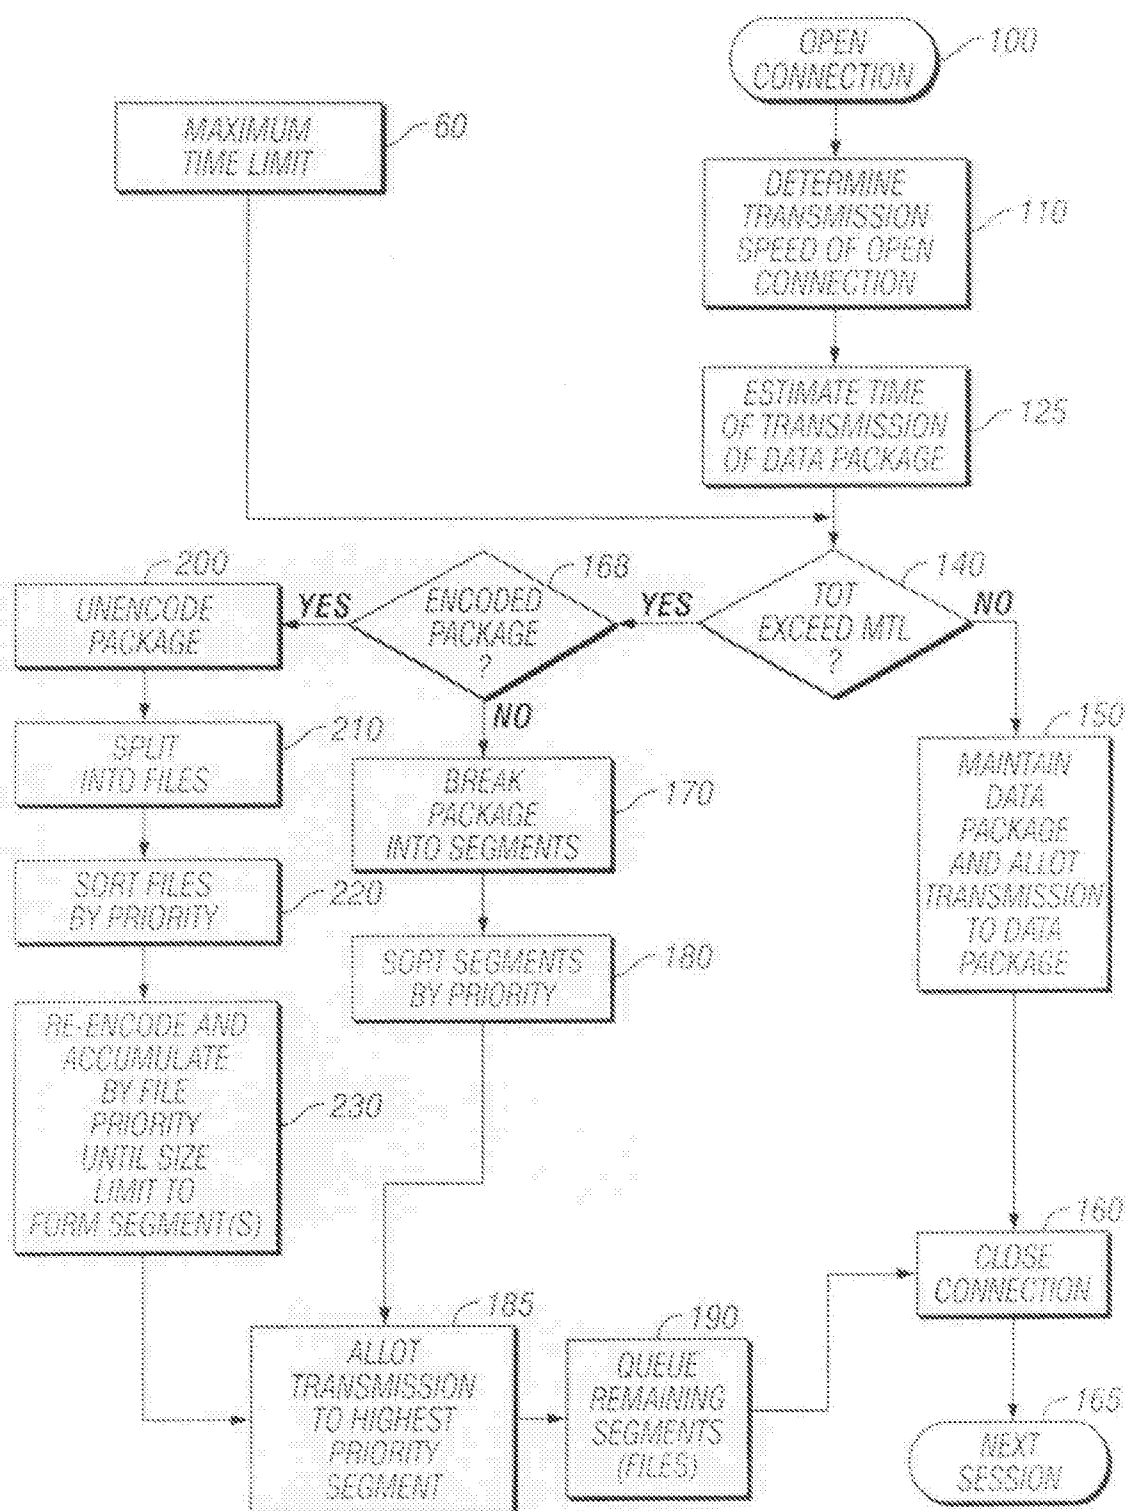 OPEN
CONNECTION
100
MAXIMUM
TIME LIMIT
60
DETERMINE
TRANSMISSION
SPEED OF OPEN
CONNECTION
110
ESTIMATE TIME
OF TRANSMISSION
OF DATA PACKAGE
125
TOT
EXCEED MTL
?
140
YES
NO
ENCODED
PACKAGE
?
168
YES
NO
UNENCODE
PACKAGE
200
SPLIT
INTO FILES
210
SORT FILES
BY PRIORITY
220
RE-ENCODE AND
ACCUMULATE
BY FILE
PRIORITY
UNTIL SIZE
LIMIT TO
FORM SEGMENT(S)
230
BREAK
PACKAGE
INTO SEGMENTS
170
SORT SEGMENTS
BY PRIORITY
180
MAINTAIN
DATA
PACKAGE
AND ALLOT
TRANSMISSION
TO DATA
PACKAGE
150
ALLOT
TRANSMISSION
TO HIGHEST
PRIORITY
SEGMENT
185
QUEUE
REMAINING
SEGMENTS
(FILES)
190
CLOSE
CONNECTION
160
NEXT
SESSION
165